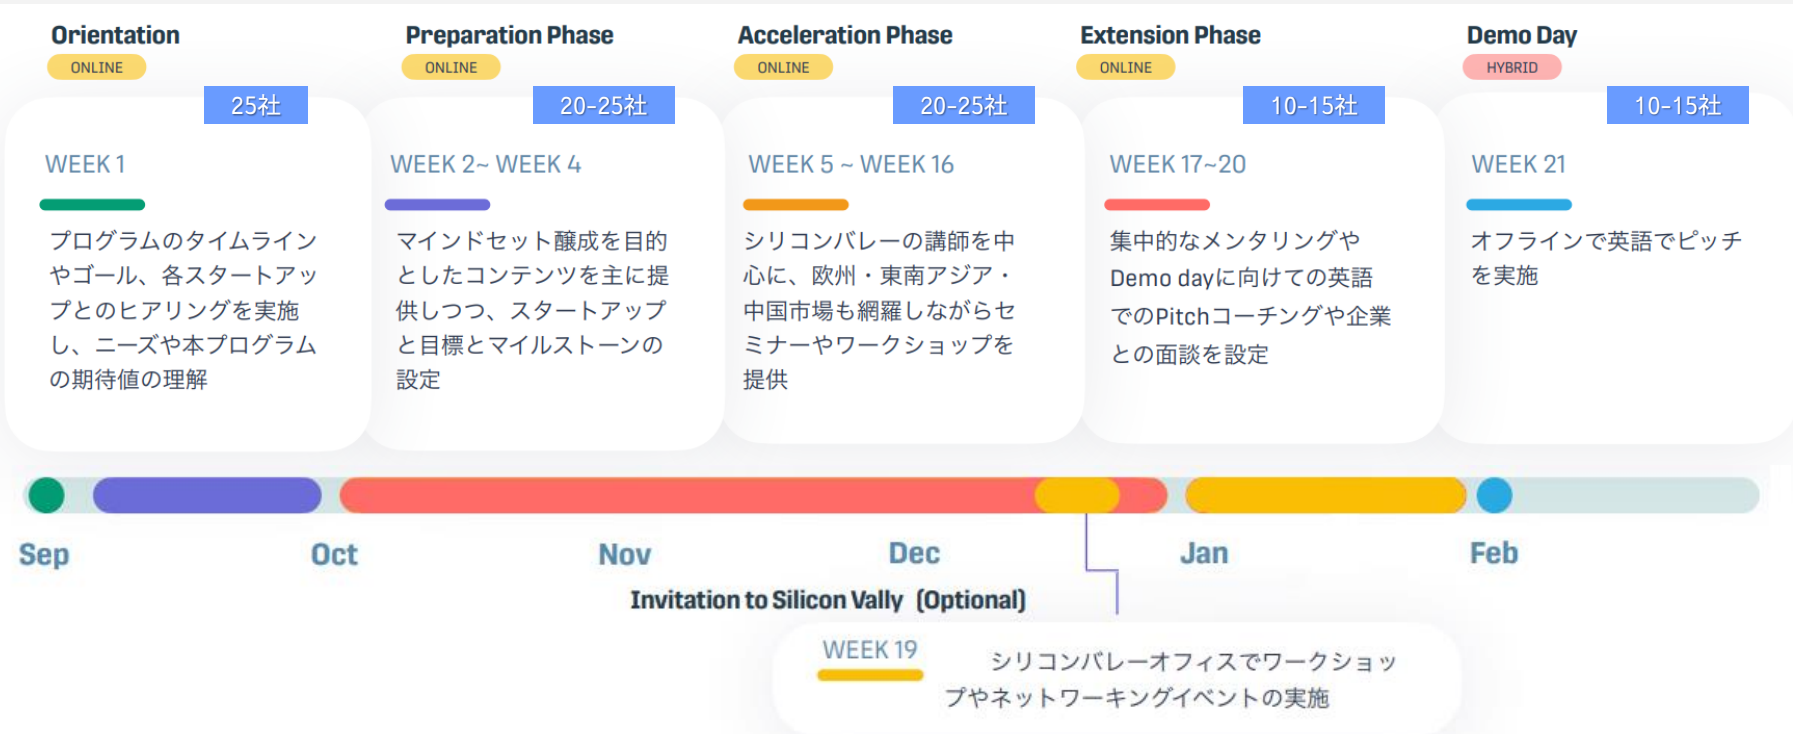 Orientation
ONLINE
25社
WEEK 1
プログラムのタイムライン
やゴール、各スタートアッ
プとのヒアリングを実施
し、ニーズや本プログラム
の期待値の理解
Preparation Phase
ONLINE
20-25社
WEEK 2~ WEEK 4
マインドセット醸成を目的
としたコンテンツを主に提
供しつつ、スタートアップ
と目標とマイルストーンの
設定
Acceleration Phase
ONLINE
20-25社
WEEK 5 ~ WEEK 16
シリコンバレーの講師を中
心に、欧州・東南アジア・
中国市場も網羅しながらセ
ミナーやワークショップを
提供
Extension Phase
ONLINE
10-15社
WEEK 17~20
集中的なメンタリングや
Demo dayに向けての英語
でのPitchコーチングや企業
との面談を設定
Demo Day
HYBRID
10-15社
WEEK 21
オフラインで英語でピッチ
を実施
Sep
Oct
Nov
Dec
Jan
Feb
Invitation to Silicon Vally (Optional)
WEEK 19
シリコンバレーオフィスでワークショッ
プやネットワーキングイベントの実施